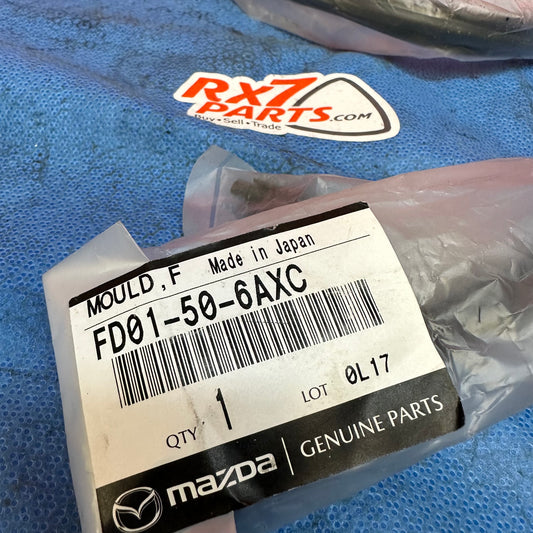 RX7
PARTS.COM
Buy • Sell • Trade
MOULD,F Made in Japan
FD01-50-6AXC
QTY 1 LOT 0L17
mazda GENUINE PARTS